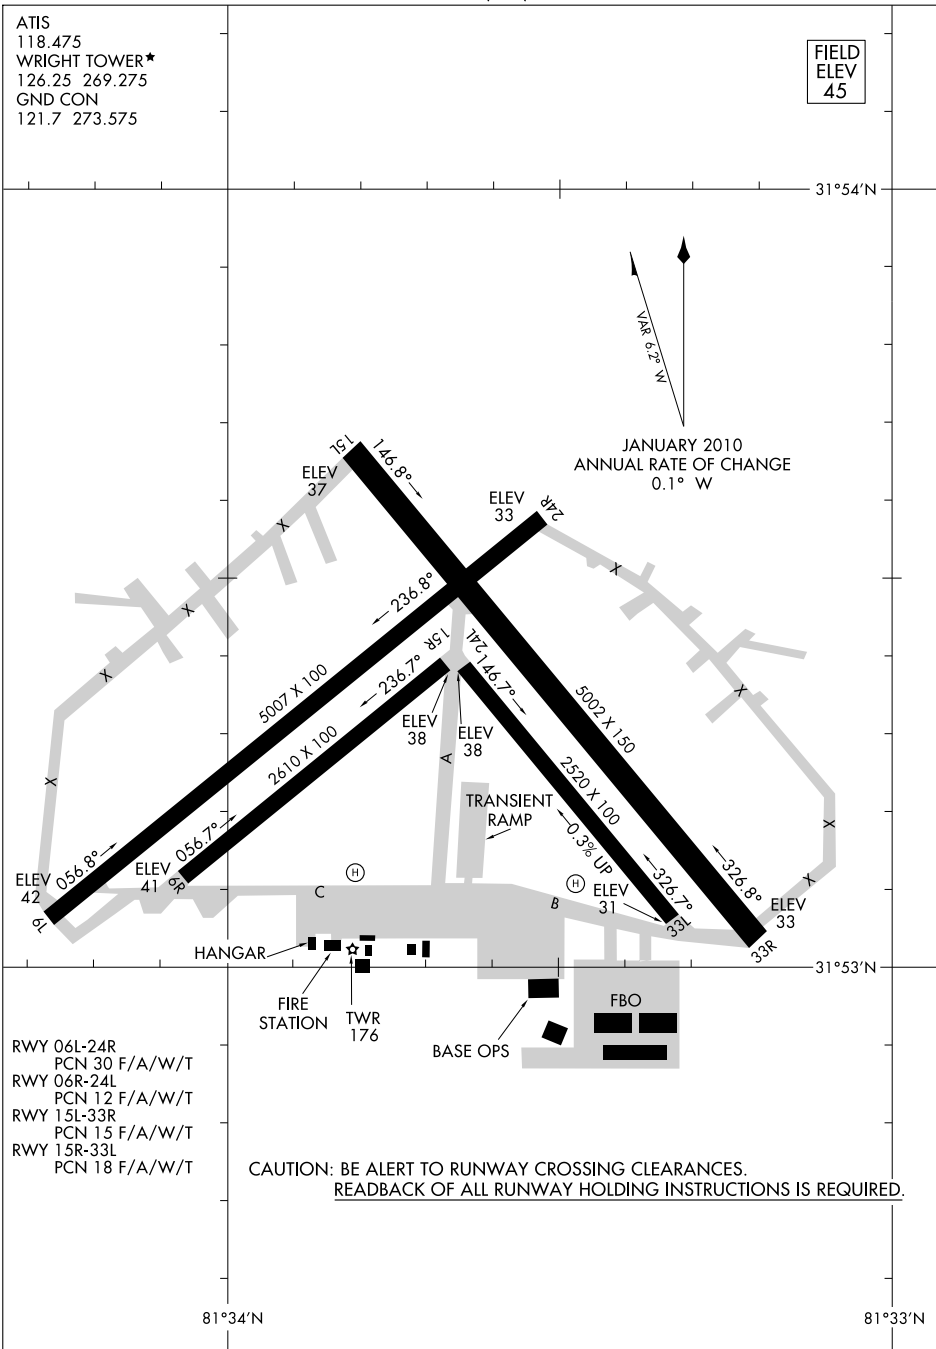 ATIS
118.475
WRIGHT TOWER★
126.25 269.275
GND CON
121.7 273.575
FIELD
ELEV
45
31°54'N
VAR 6.2° W
JANUARY 2010
ANNUAL RATE OF CHANGE
0.1° W
15L
146.8°
ELEV
37
ELEV
33
24R
X
X
X
X
236.8°
15R
24L
236.7°
146.7°
5007 X 100
2610 X 100
5002 X 150
2520 X 100
ELEV
38
ELEV
38
A
X
X
X
TRANSIENT
RAMP
0.3% UP
X
X
056.8°
056.7°
ELEV
42
6L
ELEV
41
6R
H
C
H
B
ELEV
31
326.7°
326.8°
33L
ELEV
33
33R
HANGAR
31°53'N
FIRE
STATION
TWR
176
BASE OPS
FBO
RWY 06L-24R
PCN 30 F/A/W/T
RWY 06R-24L
PCN 12 F/A/W/T
RWY 15L-33R
PCN 15 F/A/W/T
RWY 15R-33L
PCN 18 F/A/W/T
CAUTION: BE ALERT TO RUNWAY CROSSING CLEARANCES.
READBACK OF ALL RUNWAY HOLDING INSTRUCTIONS IS REQUIRED.
81°34'N
81°33'N